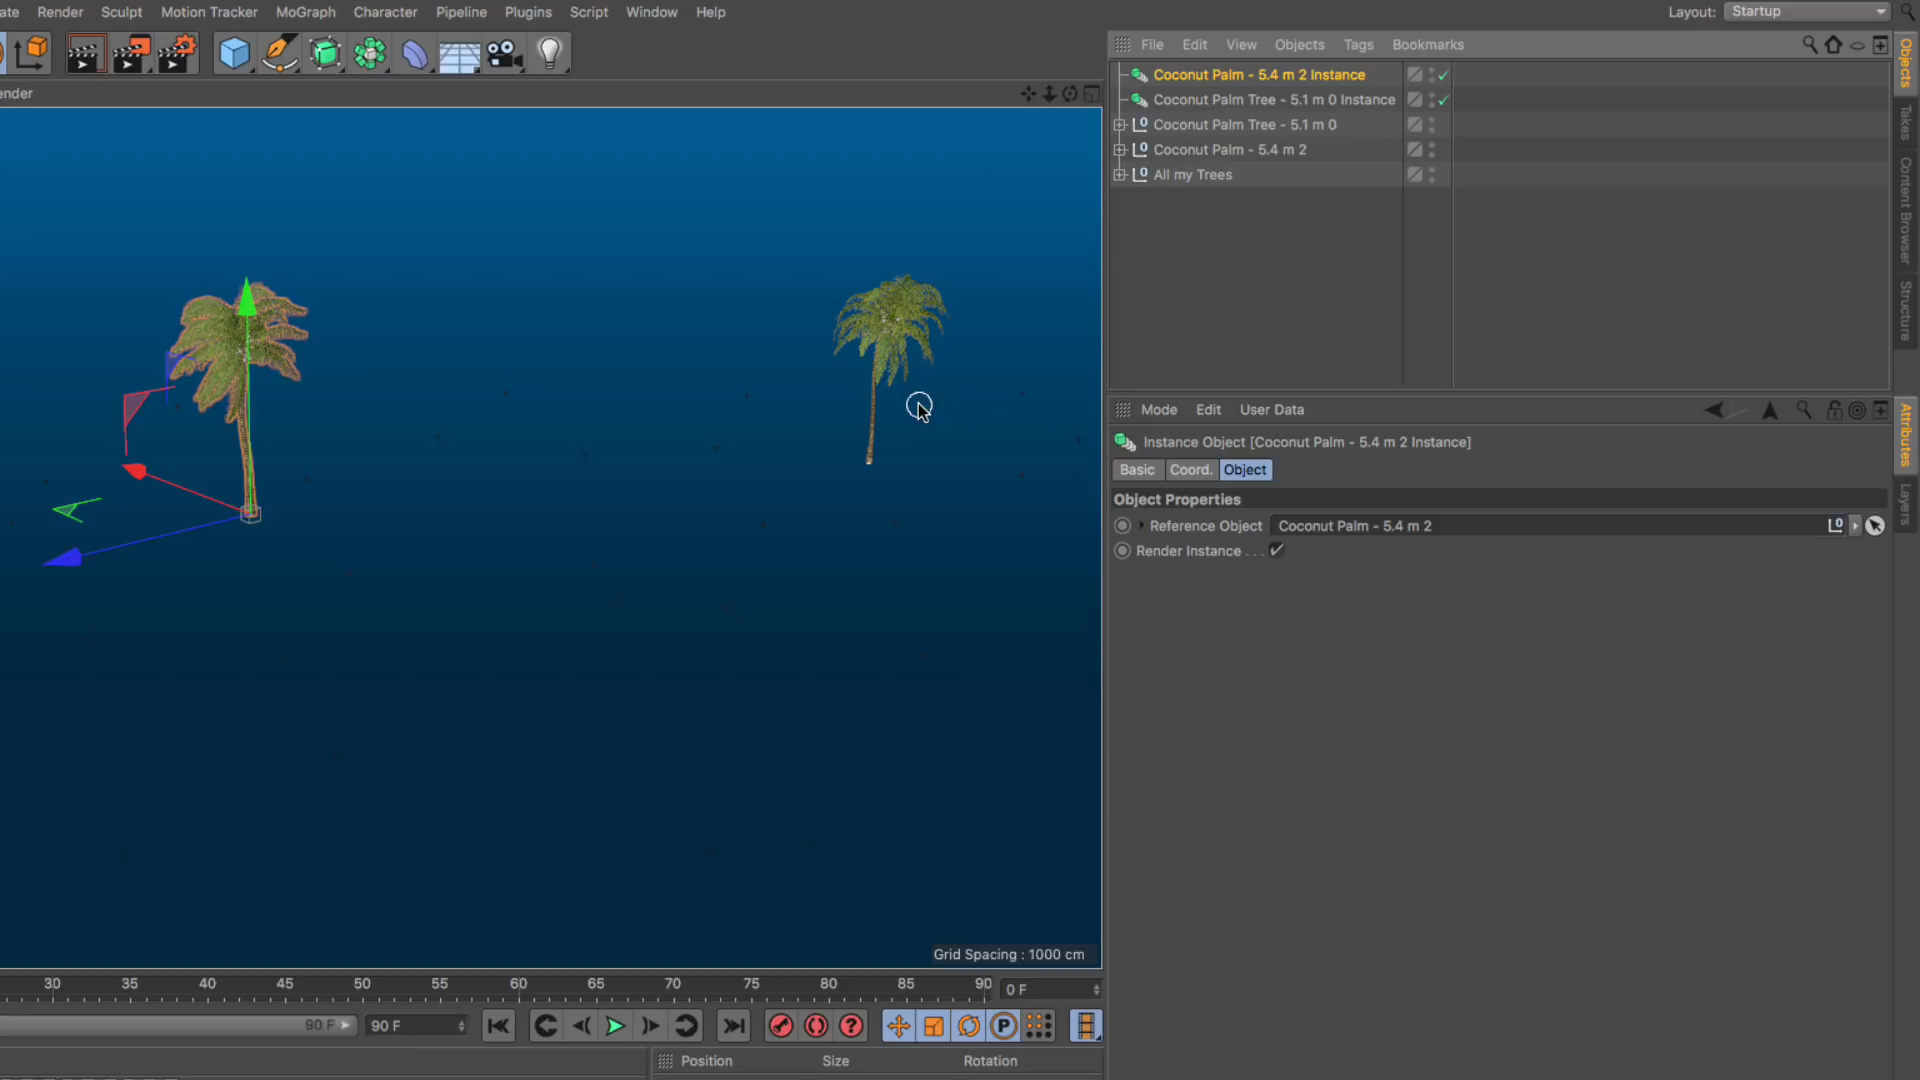 ate Render Sculpt Motion Tracker MoGraph Character Pipeline Plugins Script Window Help
Layout: Startup
ender
File Edit View Objects Tags Bookmarks
Coconut Palm - 5.4 m 2 Instance
Coconut Palm Tree - 5.1 m 0 Instance
Coconut Palm Tree - 5.1 m 0
Coconut Palm - 5.4 m 2
All my Trees
Objects
Takes
Content Browser
Structure
Mode Edit User Data
Instance Object [Coconut Palm - 5.4 m 2 Instance]
Basic Coord. Object
Object Properties
Reference Object Coconut Palm - 5.4 m 2
Render Instance . . .
Attributes
Layers
Grid Spacing : 1000 cm
30 35 40 45 50 55 60 65 70 75 80 85 90 0 F
90 F 90 F
P
Position Size Rotation